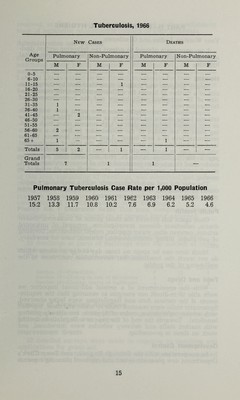 Tuberculosis, 1966
New Cases Deaths
Age Groups Pulmonary Non-Pulmonary Pulmonary Non-Pulmonary
M F M F M F M F
0-5 — — — — — — — —
6-10 — — — — — — — —
11-15 — — — 1 — — — —
16-20 — — — — — — — —
21-25 — — — — — — — —
26-30 — — — — — — — —
31-35 1 — — — — — — —
36-40 1 — — — — — — —
41-45 — 2 — — — — — —
46-50 — — — — — — — —
51-55 — — — — — — — —
56-60 2 — — — — — — —
61-65 — — — — — — — —
65+ 1 — — — — 1 — —
Totals 5 2 — 1 — 1 — —
Grand Totals 7 1 1 —
Pulmonary Tuberculosis Case Rate per 1,000 Population
1957 1958 1959 1960 1961 1962 1963 1964 1965 1966
15.2 13.3 11.7 10.8 10.2 7.6 6.9 6.2 5.2 4.6
15